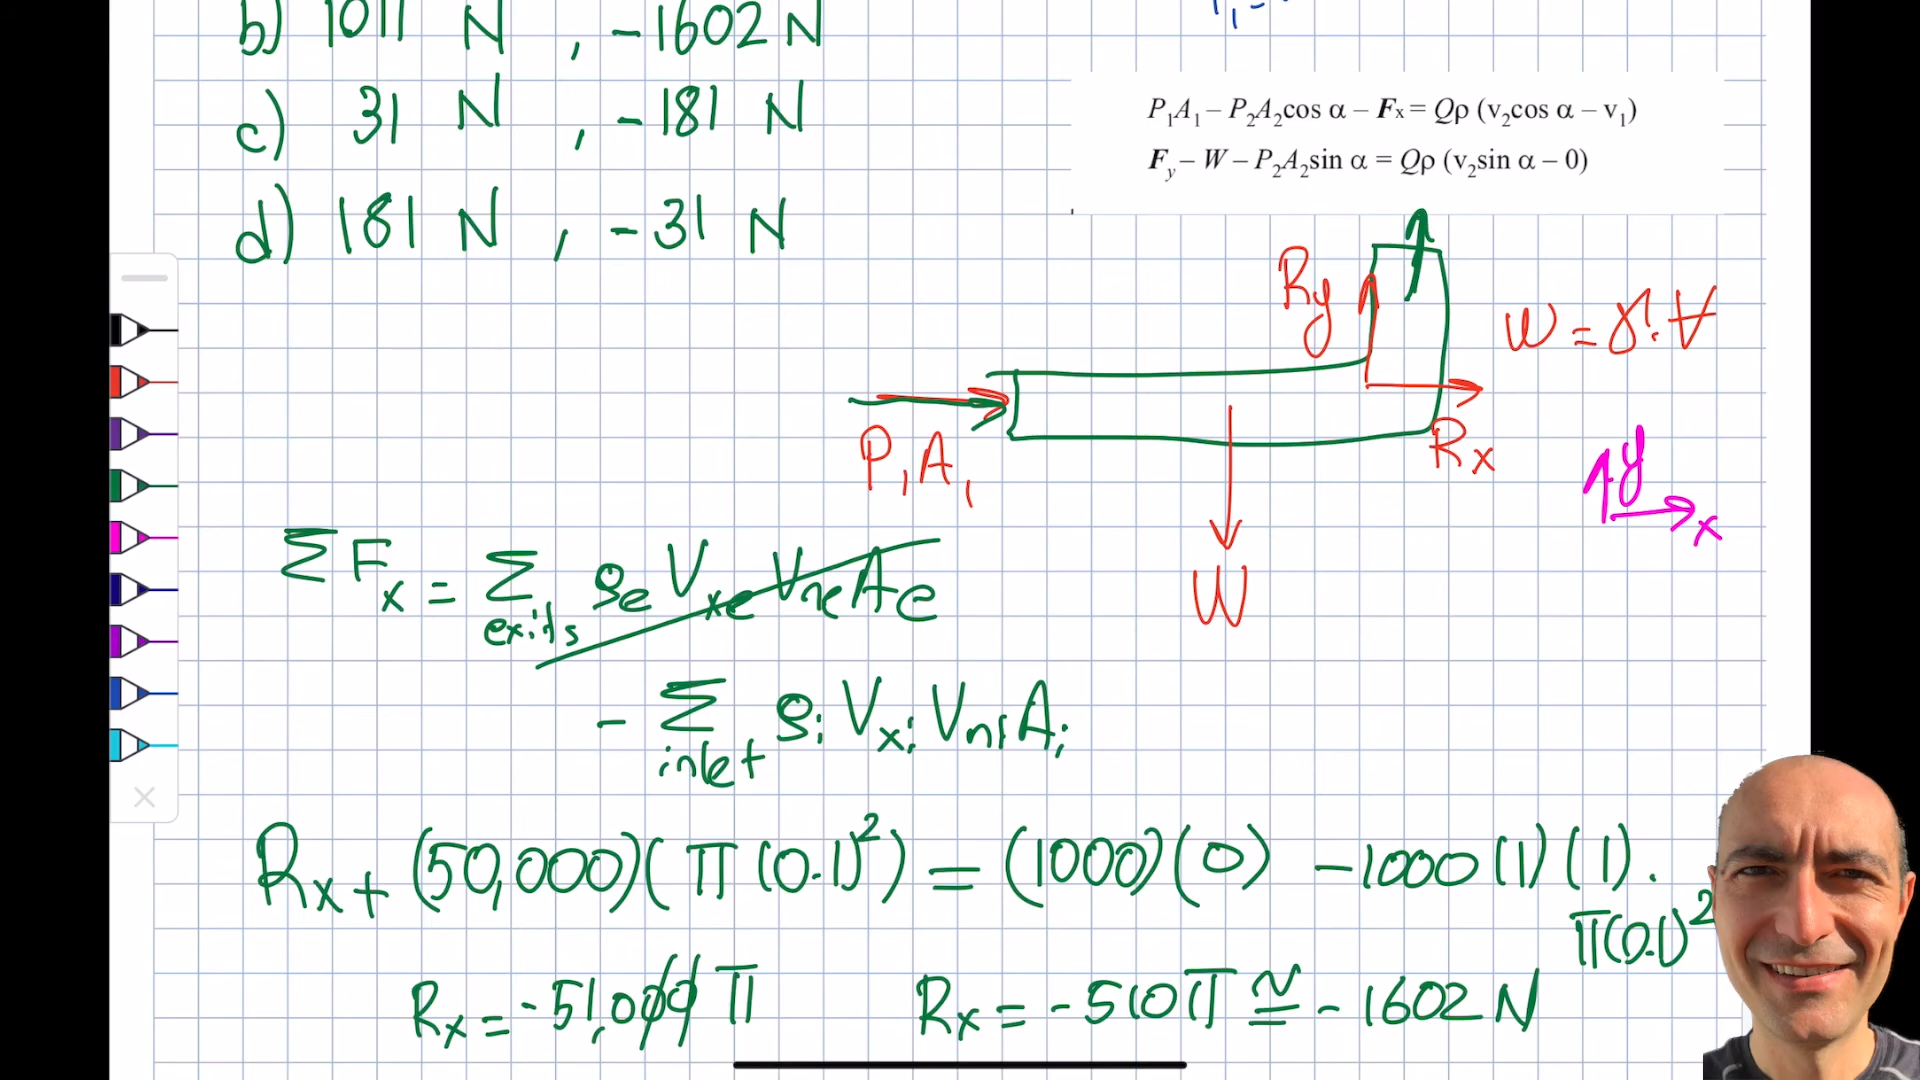 b) 1011 N , -1602 N
P₁A₁ – P₂A₂cos α – Fx = Qρ (v₂cos α – v₁)
c) 31 N , -181 N
Fy – W – P₂A₂sin α = Qρ (v₂sin α – 0)
d) 181 N , -31 N
Ry
W = γ · V
P₁A₁
Rx
y
x
W
ΣFx = Σ ρe Vxe Vne Ae
exits
- Σ ρi Vxi Vni Ai
inlet
Rx + (50,000)(π(0.1)²) = (1000)(0) - 1000(1)(1).
π(0.1)²
Rx = -51,000 π
Rx = -510π ≅ -1602 N